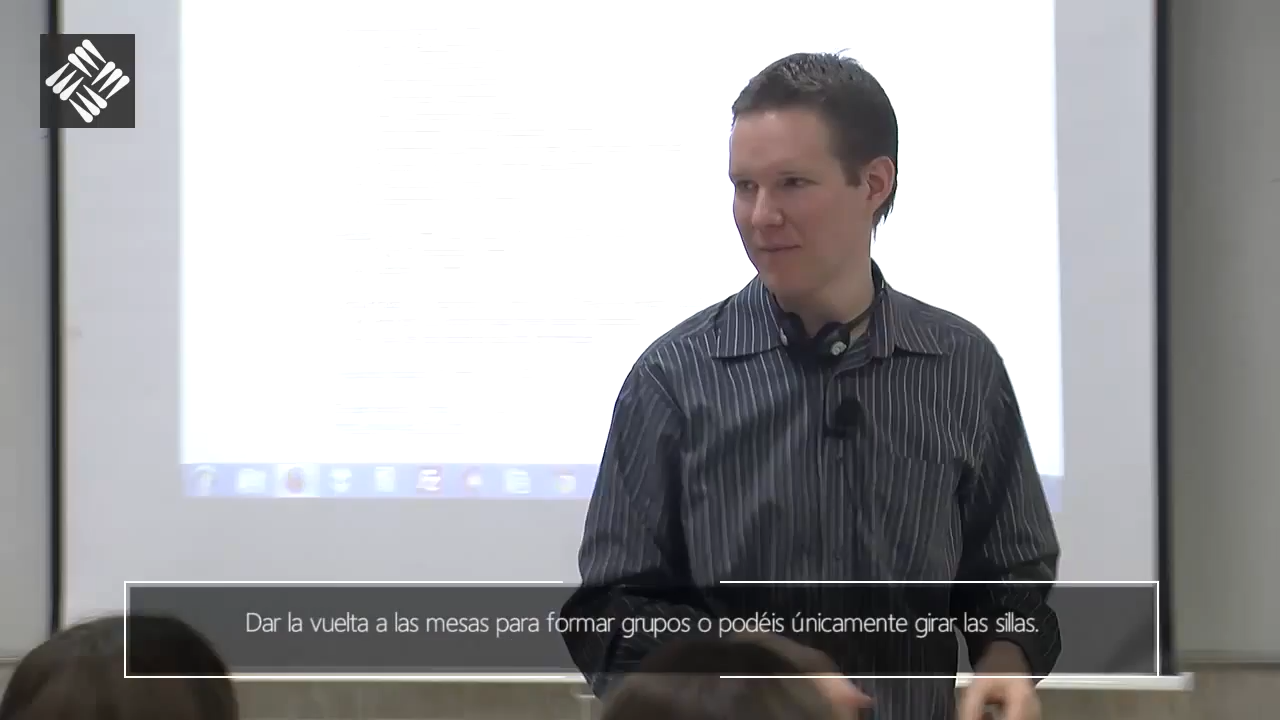 Dar la vuelta a las mesas para formar grupos o podéis únicamente girar las sillas.